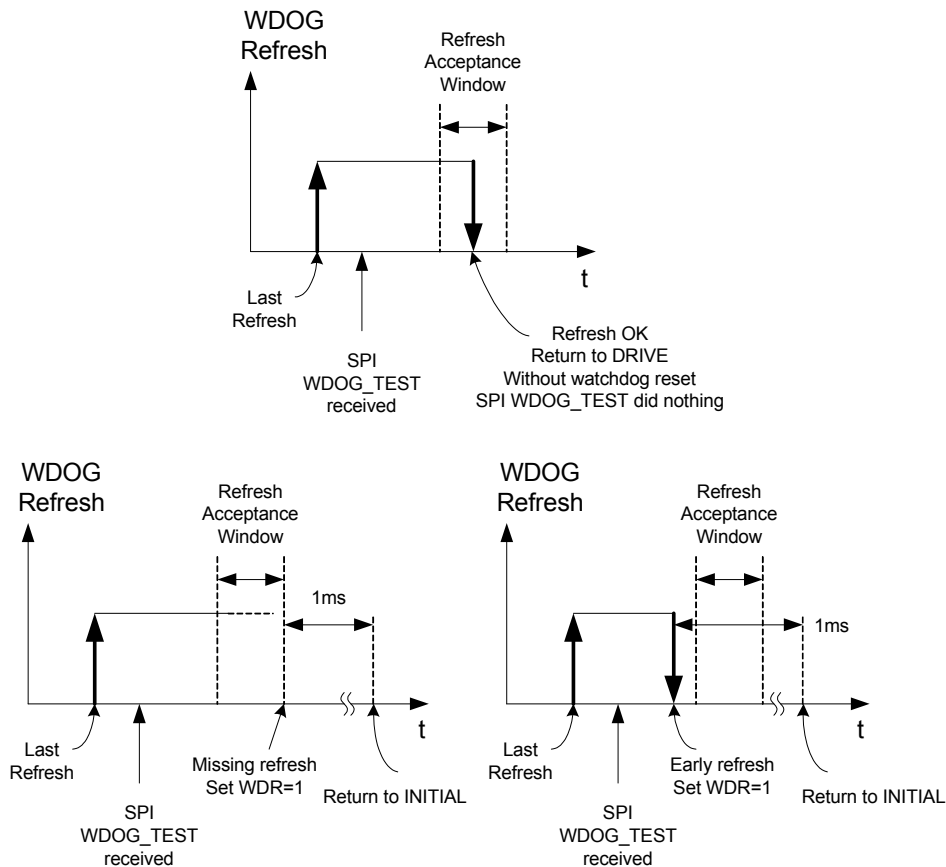 WDOG
Refresh
Refresh
Acceptance
Window
t
Last
Refresh
SPI
WDOG_TEST
received
Refresh OK
Return to DRIVE
Without watchdog reset
SPI WDOG_TEST did nothing
WDOG
Refresh
Refresh
Acceptance
Window
1ms
t
Last
Refresh
SPI
WDOG_TEST
received
Missing refresh
Set WDR=1
Return to INITIAL
WDOG
Refresh
Refresh
Acceptance
Window
1ms
t
Last
Refresh
SPI
WDOG_TEST
received
Early refresh
Set WDR=1
Return to INITIAL